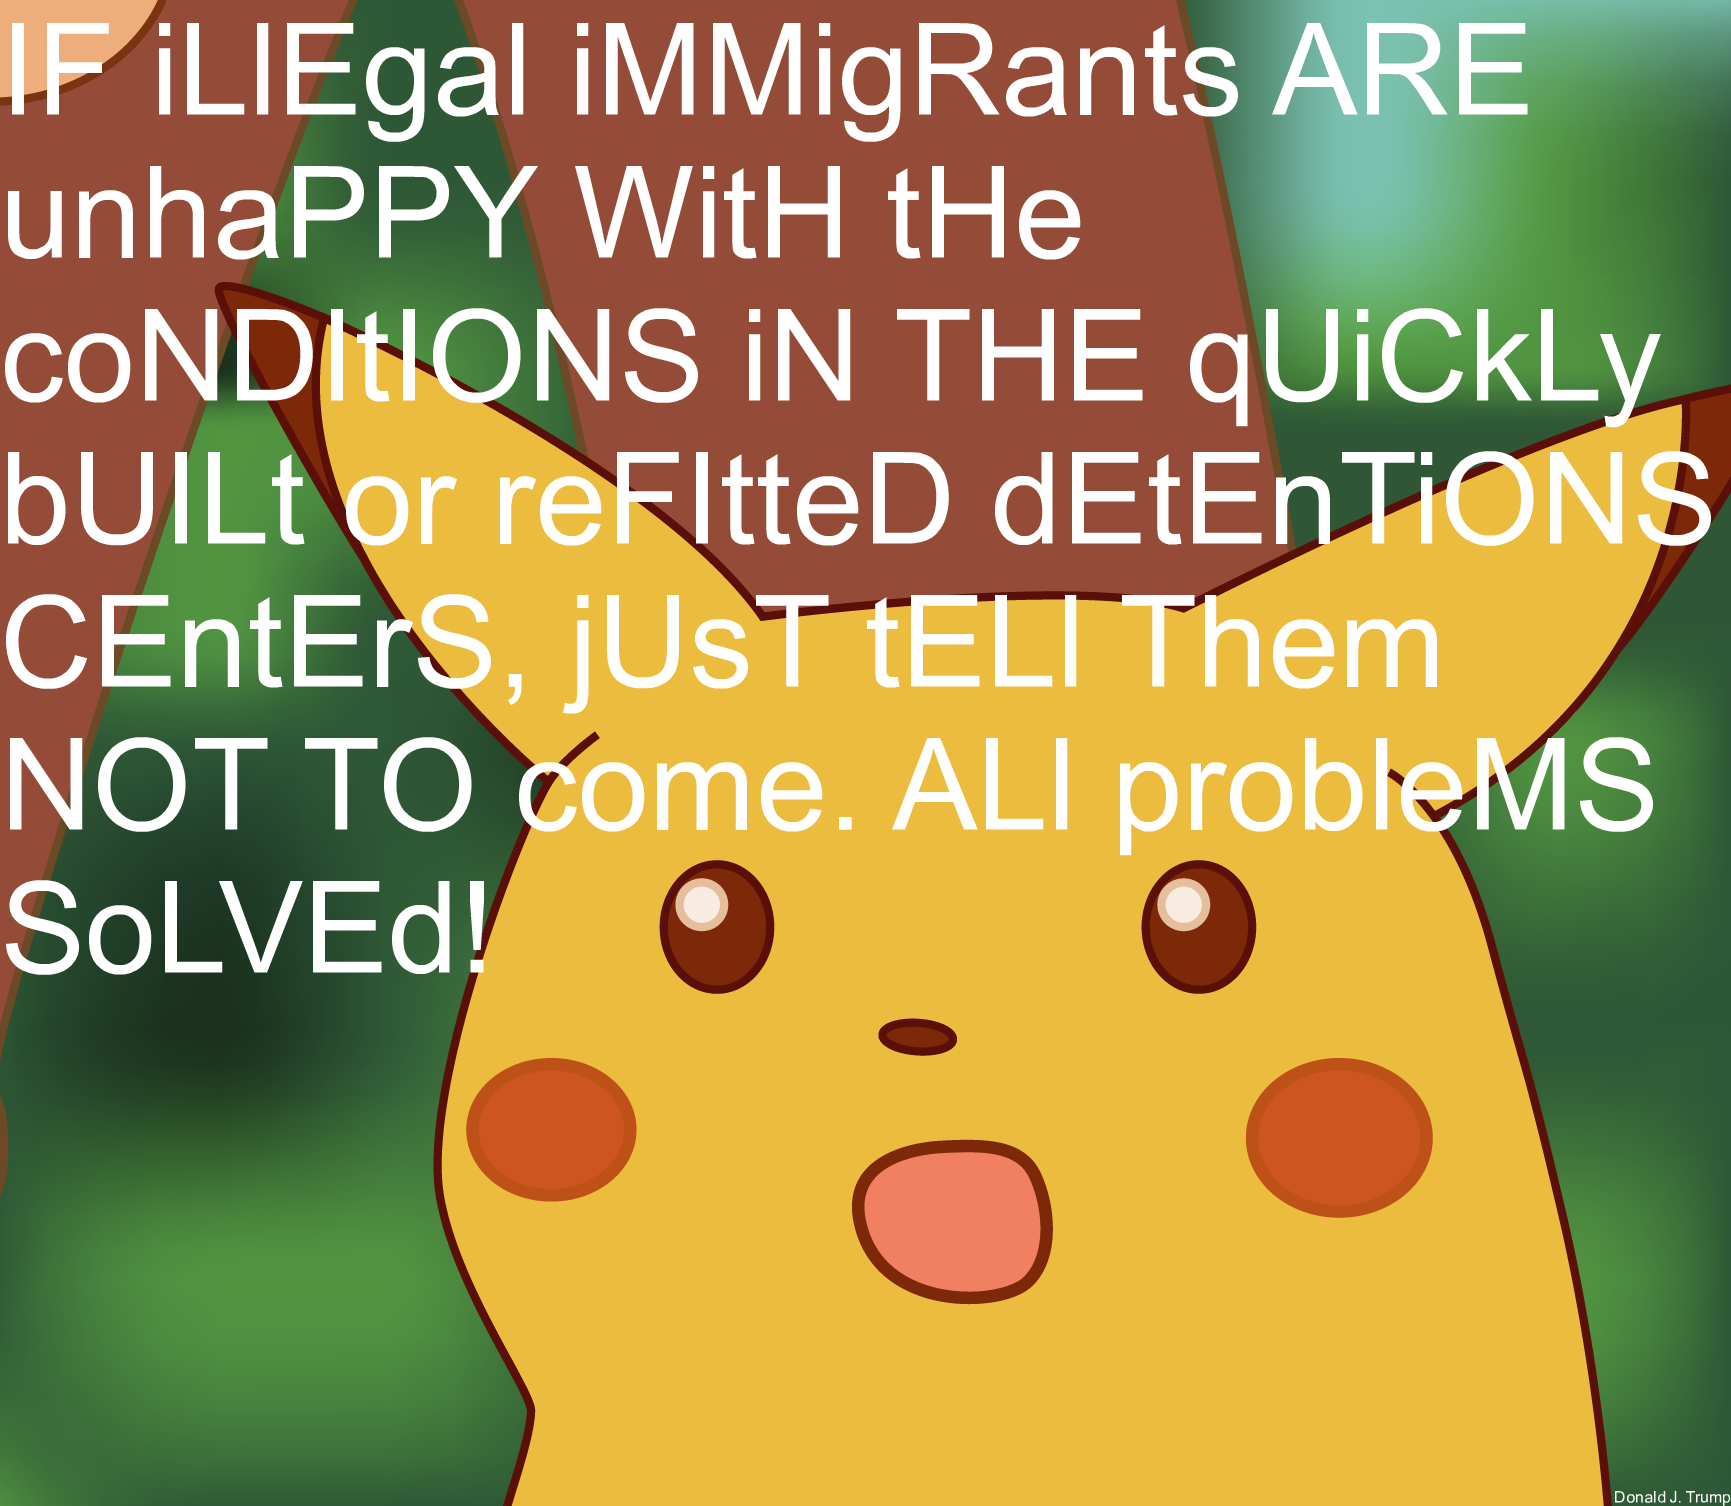 IF iLlEgal iMMigRants ARE
unhaPPY WitH tHe
coNDItIONS iN THE qUiCkLy
bUILt or reFItteD dEtEnTiONS
CEntErS, jUsT tELl Them
NOT TO come. ALl probleMS
SoLVEd!
Donald J. Trump